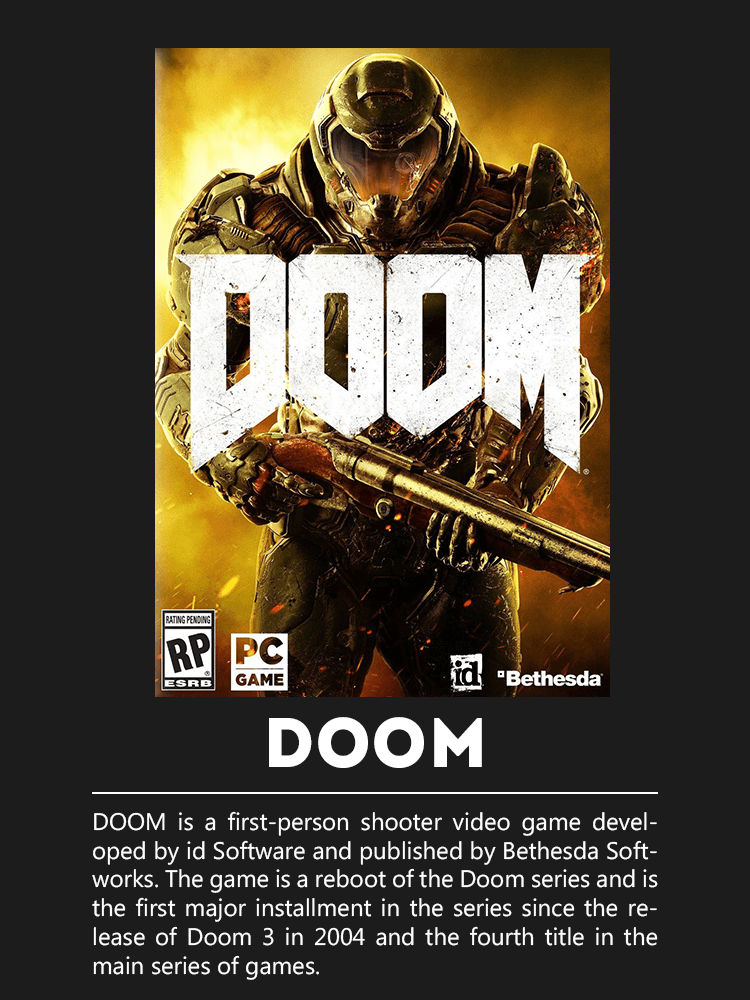 DOOM
®
RATING PENDING
RP
®
ESRB
PC
GAME
id
Bethesda
DOOM
DOOM is a first-person shooter video game devel-
oped by id Software and published by Bethesda Soft-
works. The game is a reboot of the Doom series and is
the first major installment in the series since the re-
lease of Doom 3 in 2004 and the fourth title in the
main series of games.